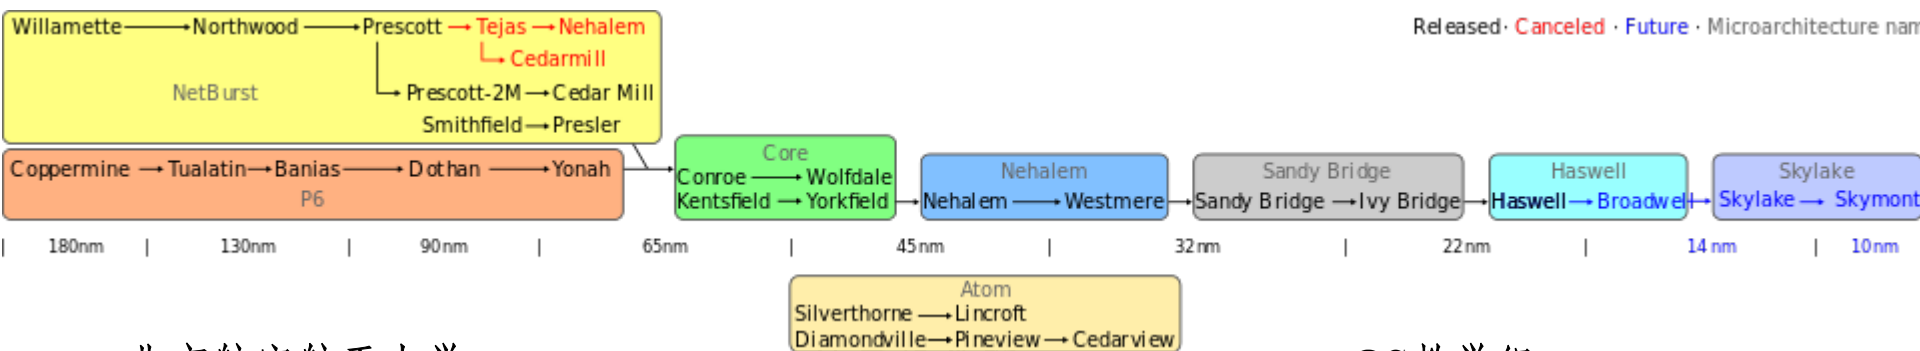 Willamette Northwood Prescott Tejas Nehalem
Released · Canceled · Future · Microarchitecture nam
Cedarmill
NetBurst Prescott-2M Cedar Mill
Smithfield Presler
Coppermine Tualatin Banias Dothan Yonah
P6
Core
Conroe Wolfdale
Kentsfield Yorkfield
Nehalem
Nehalem Westmere
Sandy Bridge
Sandy Bridge Ivy Bridge
Haswell
Haswell Broadwell
Skylake
Skylake Skymont
| 180nm | 130nm | 90nm | 65nm | 45nm | 32nm | 22nm | 14nm | 10nm
Atom
Silverthorne Lincroft
Diamondville Pineview Cedarview